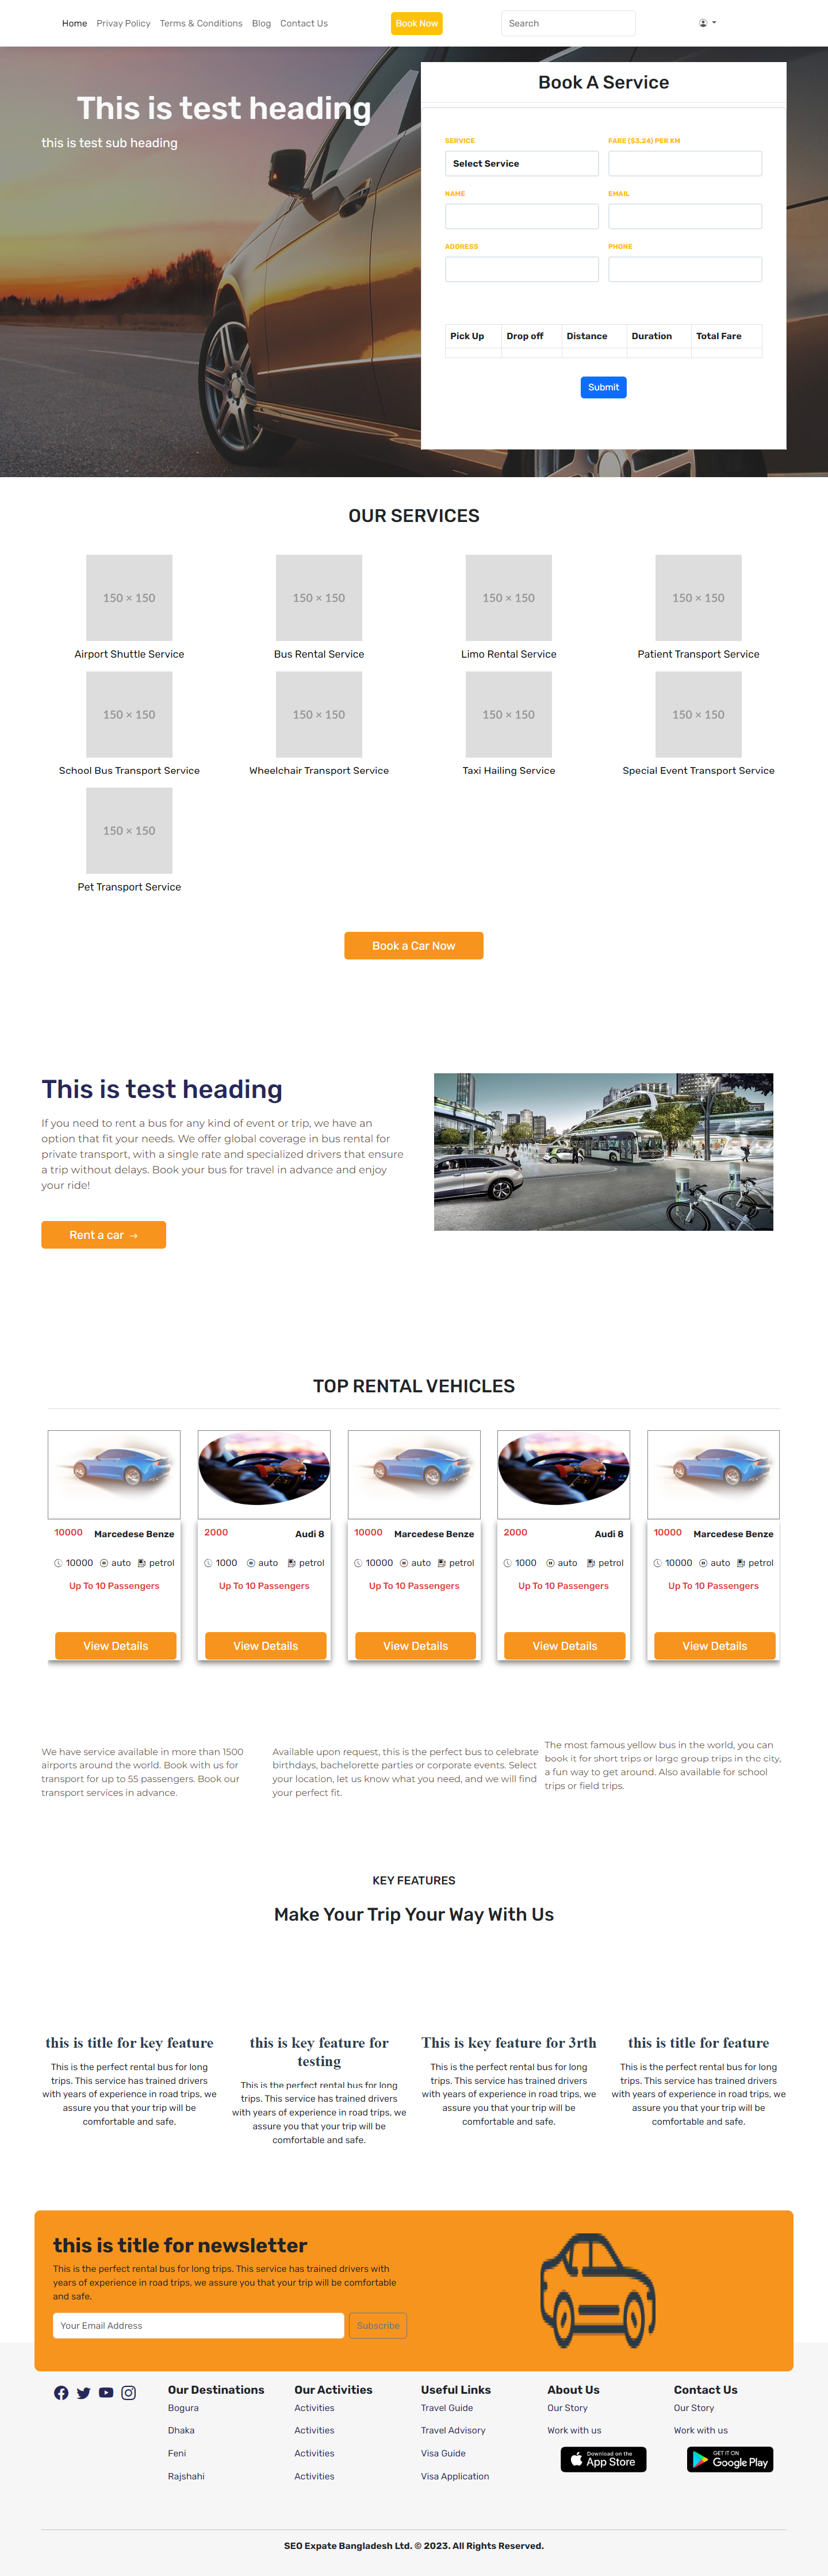 Home Privay Policy Terms & Conditions Blog Contact Us Book Now Search
This is test heading
this is test sub heading
Book A Service
SERVICE FARE ($3.24) PER KM
Select Service
NAME EMAIL
ADDRESS PHONE
Pick Up Drop off Distance Duration Total Fare
Submit
OUR SERVICES
150 × 150 150 × 150 150 × 150 150 × 150
Airport Shuttle Service Bus Rental Service Limo Rental Service Patient Transport Service
150 × 150 150 × 150 150 × 150 150 × 150
School Bus Transport Service Wheelchair Transport Service Taxi Hailing Service Special Event Transport Service
150 × 150
Pet Transport Service
Book a Car Now
This is test heading
If you need to rent a bus for any kind of event or trip, we have an
option that fit your needs. We offer global coverage in bus rental for
private transport, with a single rate and specialized drivers that ensure
a trip without delays. Book your bus for travel in advance and enjoy
your ride!
Rent a car →
TOP RENTAL VEHICLES
10000 Marcedese Benze
10000 auto petrol
Up To 10 Passengers
View Details
2000 Audi 8
1000 auto petrol
Up To 10 Passengers
View Details
10000 Marcedese Benze
10000 auto petrol
Up To 10 Passengers
View Details
2000 Audi 8
1000 auto petrol
Up To 10 Passengers
View Details
10000 Marcedese Benze
10000 auto petrol
Up To 10 Passengers
View Details
We have service available in more than 1500
airports around the world. Book with us for
transport for up to 55 passengers. Book our
transport services in advance.
Available upon request, this is the perfect bus to celebrate
birthdays, bachelorette parties or corporate events. Select
your location, let us know what you need, and we will find
your perfect fit.
The most famous yellow bus in the world, you can
book it for short trips or large group trips in the city,
a fun way to get around. Also available for school
trips or field trips.
KEY FEATURES
Make Your Trip Your Way With Us
this is title for key feature
This is the perfect rental bus for long
trips. This service has trained drivers
with years of experience in road trips, we
assure you that your trip will be
comfortable and safe.
this is key feature for
testing
This is the perfect rental bus for long
trips. This service has trained drivers
with years of experience in road trips, we
assure you that your trip will be
comfortable and safe.
This is key feature for 3rth
This is the perfect rental bus for long
trips. This service has trained drivers
with years of experience in road trips, we
assure you that your trip will be
comfortable and safe.
this is title for feature
This is the perfect rental bus for long
trips. This service has trained drivers
with years of experience in road trips, we
assure you that your trip will be
comfortable and safe.
this is title for newsletter
This is the perfect rental bus for long trips. This service has trained drivers with
years of experience in road trips, we assure you that your trip will be comfortable
and safe.
Your Email Address Subscribe
Our Destinations
Bogura
Dhaka
Feni
Rajshahi
Our Activities
Activities
Activities
Activities
Activities
Useful Links
Travel Guide
Travel Advisory
Visa Guide
Visa Application
About Us
Our Story
Work with us
Download on the
App Store
Contact Us
Our Story
Work with us
GET IT ON
Google Play
SEO Expate Bangladesh Ltd. © 2023. All Rights Reserved.